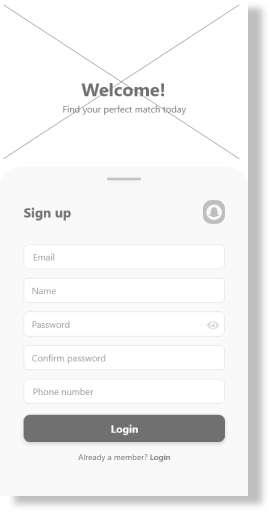 Welcome!
Find your perfect match today
Sign up
Email
Name
Password
Confirm password
Phone number
Login
Already a member? Login